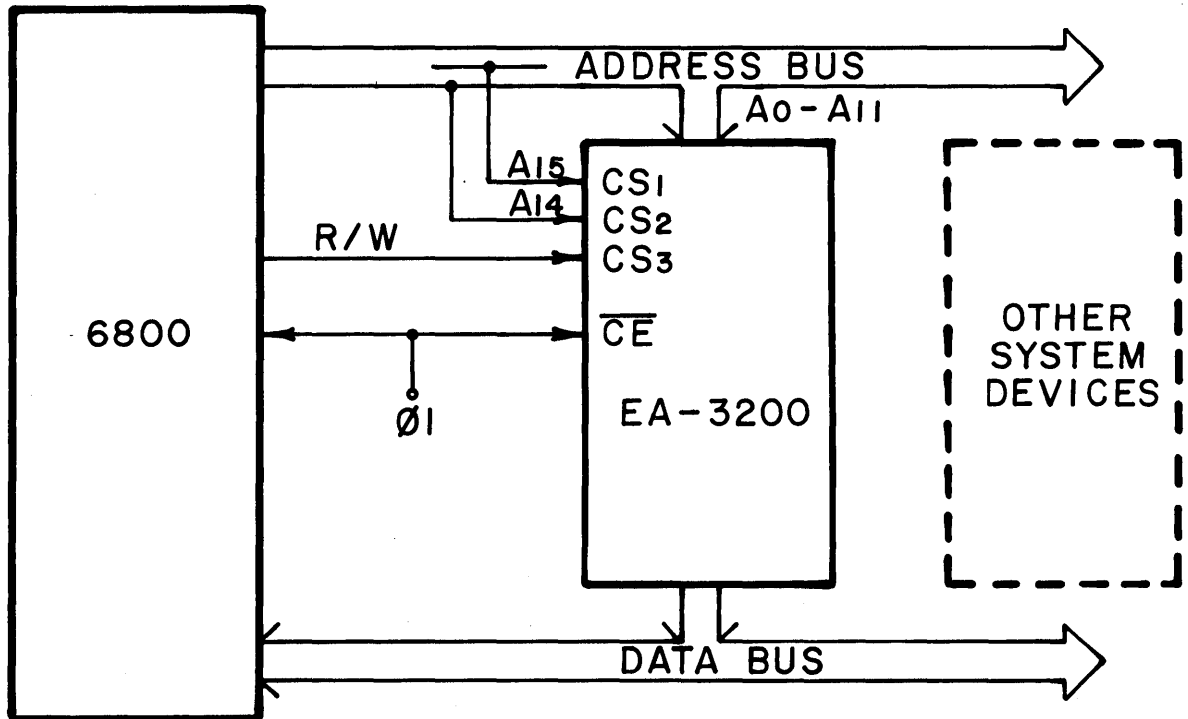 ADDRESS BUS
A0-A11
A15
CS1
A14
CS2
R/W
CS3
6800
CE
Ø1
EA-3200
OTHER
SYSTEM
DEVICES
DATA BUS